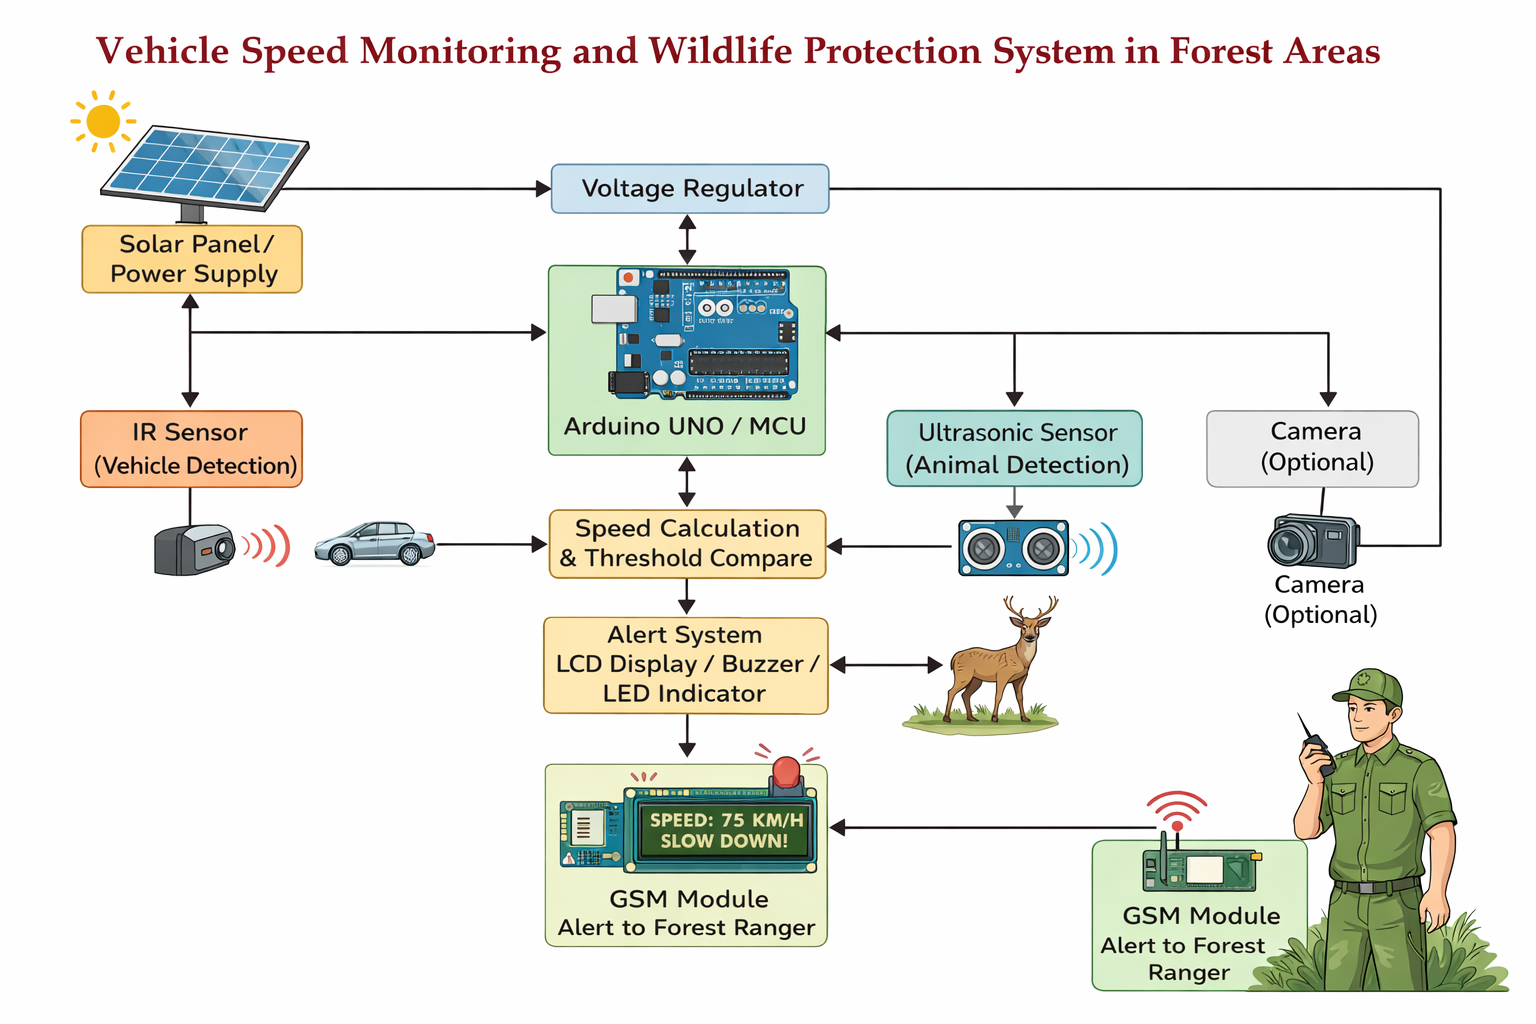 Vehicle Speed Monitoring and Wildlife Protection System in Forest Areas
Voltage Regulator
Solar Panel/
Power Supply
Arduino UNO / MCU
IR Sensor
(Vehicle Detection)
Ultrasonic Sensor
(Animal Detection)
Camera
(Optional)
Speed Calculation
& Threshold Compare
Camera
(Optional)
Alert System
LCD Display / Buzzer /
LED Indicator
SPEED: 75 KM/H
SLOW DOWN!
GSM Module
Alert to Forest Ranger
GSM Module
Alert to Forest
Ranger